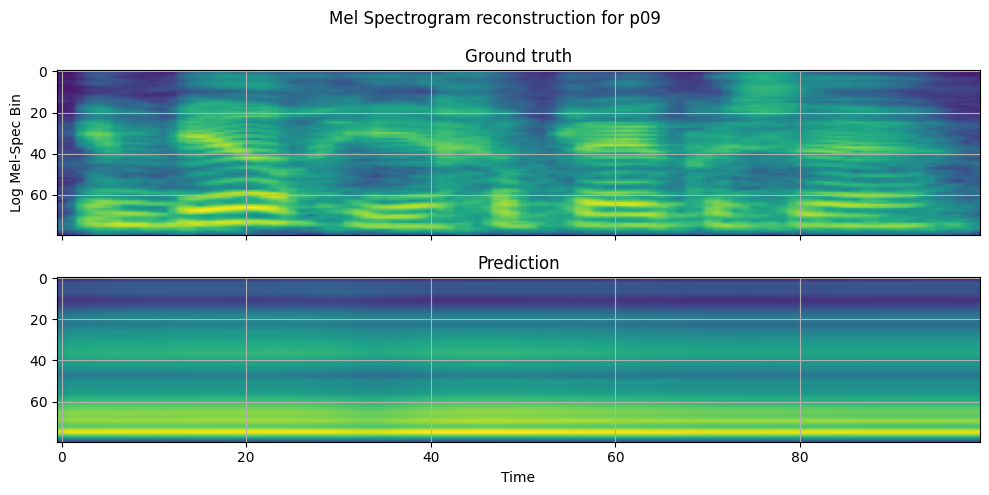 Mel Spectrogram reconstruction for p09
Ground truth
0
20
40
60
Log Mel-Spec Bin
Prediction
0
20
40
60
0 20 40 60 80
Time